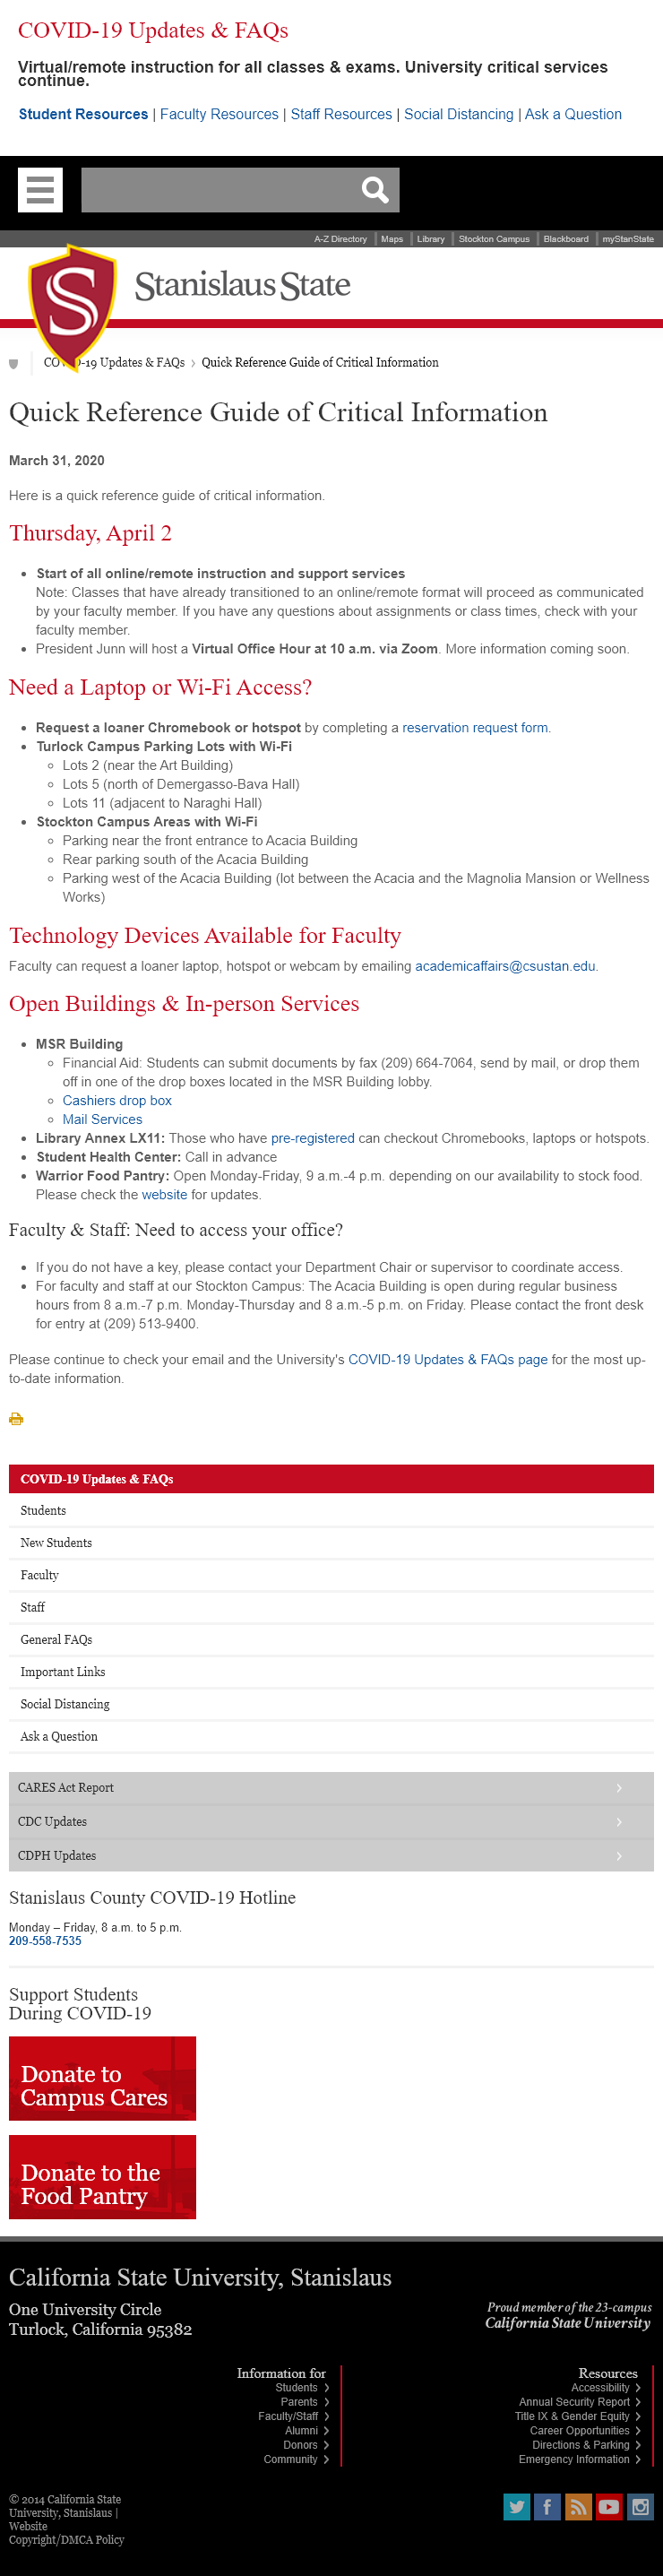 COVID-19 Updates & FAQs
Virtual/remote instruction for all classes & exams. University critical services
continue.
Student Resources | Faculty Resources | Staff Resources | Social Distancing | Ask a Question
A-Z Directory | Maps | Library | Stockton Campus | Blackboard | myStanState
S Stanislaus State
COVID-19 Updates & FAQs › Quick Reference Guide of Critical Information
Quick Reference Guide of Critical Information
March 31, 2020
Here is a quick reference guide of critical information.
Thursday, April 2
• Start of all online/remote instruction and support services
Note: Classes that have already transitioned to an online/remote format will proceed as communicated
by your faculty member. If you have any questions about assignments or class times, check with your
faculty member.
• President Junn will host a Virtual Office Hour at 10 a.m. via Zoom. More information coming soon.
Need a Laptop or Wi-Fi Access?
• Request a loaner Chromebook or hotspot by completing a reservation request form.
• Turlock Campus Parking Lots with Wi-Fi
◦ Lots 2 (near the Art Building)
◦ Lots 5 (north of Demergasso-Bava Hall)
◦ Lots 11 (adjacent to Naraghi Hall)
• Stockton Campus Areas with Wi-Fi
◦ Parking near the front entrance to Acacia Building
◦ Rear parking south of the Acacia Building
◦ Parking west of the Acacia Building (lot between the Acacia and the Magnolia Mansion or Wellness
Works)
Technology Devices Available for Faculty
Faculty can request a loaner laptop, hotspot or webcam by emailing academicaffairs@csustan.edu.
Open Buildings & In-person Services
• MSR Building
◦ Financial Aid: Students can submit documents by fax (209) 664-7064, send by mail, or drop them
off in one of the drop boxes located in the MSR Building lobby.
◦ Cashiers drop box
◦ Mail Services
• Library Annex LX11: Those who have pre-registered can checkout Chromebooks, laptops or hotspots.
• Student Health Center: Call in advance
• Warrior Food Pantry: Open Monday-Friday, 9 a.m.-4 p.m. depending on our availability to stock food.
Please check the website for updates.
Faculty & Staff: Need to access your office?
• If you do not have a key, please contact your Department Chair or supervisor to coordinate access.
• For faculty and staff at our Stockton Campus: The Acacia Building is open during regular business
hours from 8 a.m.-7 p.m. Monday-Thursday and 8 a.m.-5 p.m. on Friday. Please contact the front desk
for entry at (209) 513-9400.
Please continue to check your email and the University's COVID-19 Updates & FAQs page for the most up-
to-date information.
COVID-19 Updates & FAQs
Students
New Students
Faculty
Staff
General FAQs
Important Links
Social Distancing
Ask a Question
CARES Act Report
CDC Updates
CDPH Updates
Stanislaus County COVID-19 Hotline
Monday – Friday, 8 a.m. to 5 p.m.
209-558-7535
Support Students
During COVID-19
Donate to
Campus Cares
Donate to the
Food Pantry
California State University, Stanislaus
One University Circle
Turlock, California 95382
Proud member of the 23-campus
California State University
Information for
Students
Parents
Faculty/Staff
Alumni
Donors
Community
Resources
Accessibility
Annual Security Report
Title IX & Gender Equity
Career Opportunities
Directions & Parking
Emergency Information
© 2014 California State
University, Stanislaus |
Website
Copyright/DMCA Policy